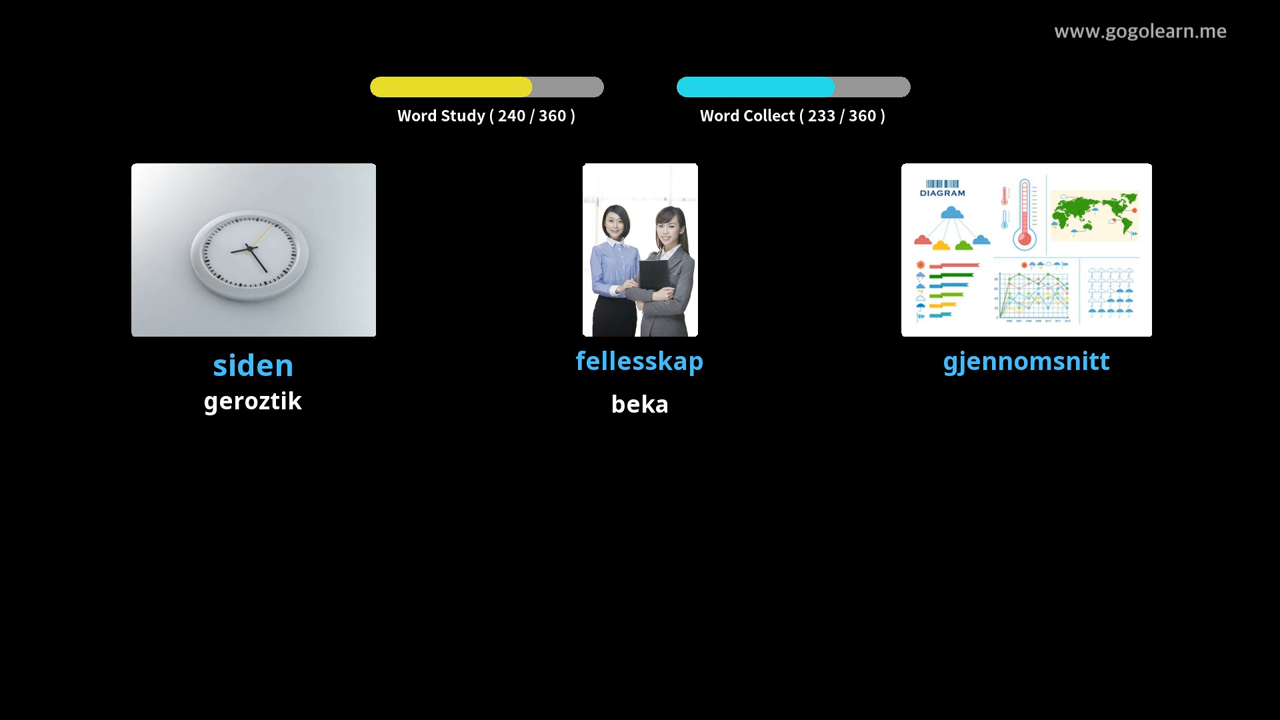 www.gogolearn.me
Word Study ( 240 / 360 )
Word Collect ( 233 / 360 )
DIAGRAM
siden
fellesskap
gjennomsnitt
geroztik
beka